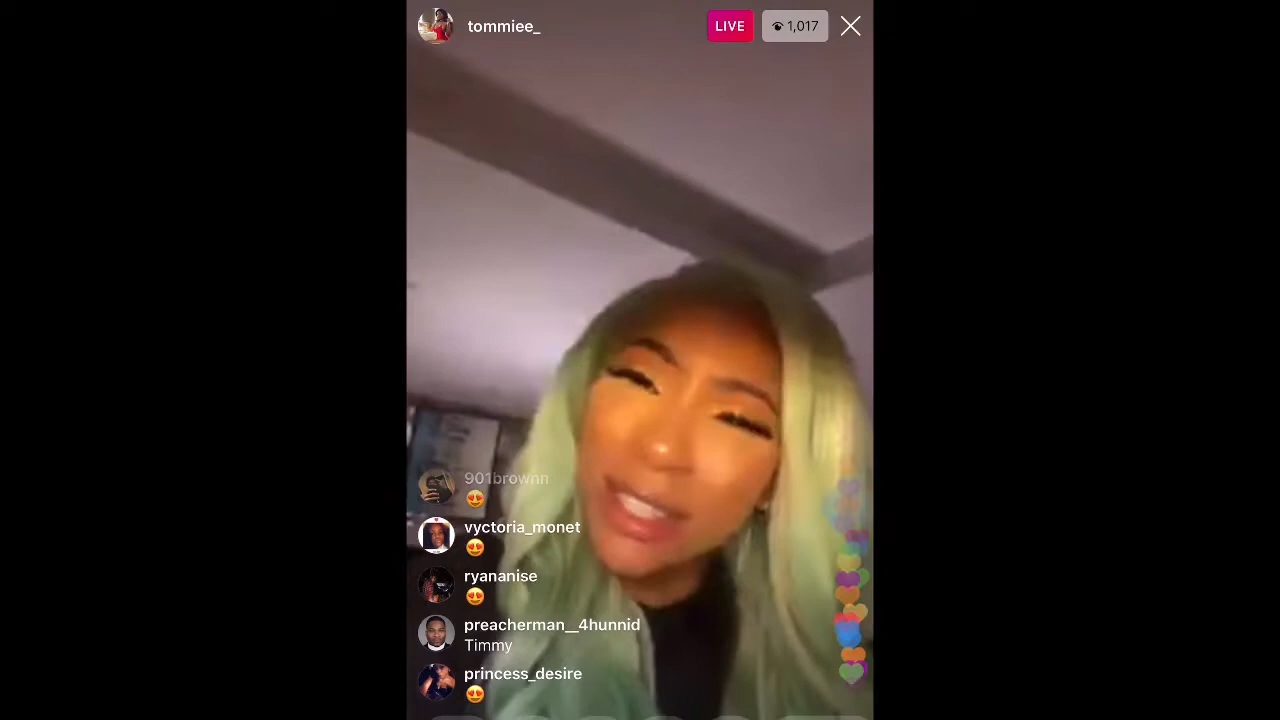 tommiee_
LIVE
1,017
901brownn
😍
vyctoria_monet
😍
ryananise
😍
preacherman__4hunnid
Timmy
princess_desire
😍